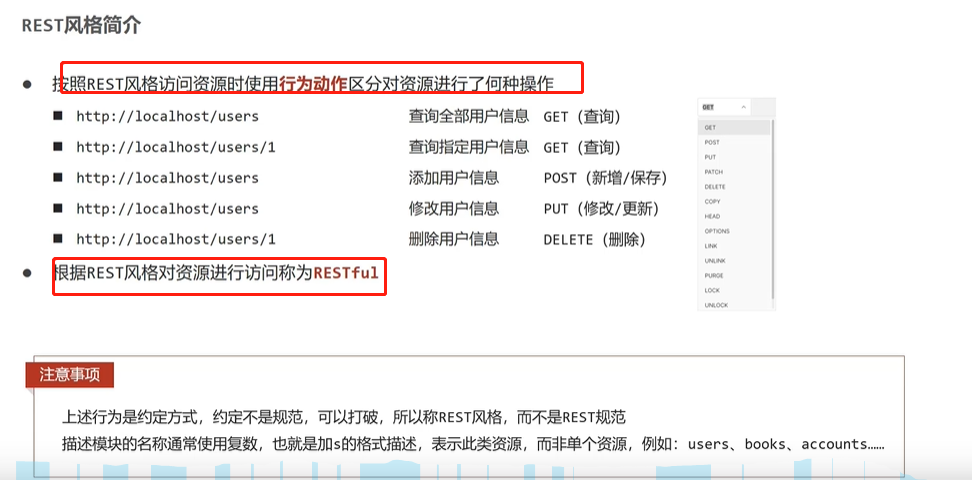 REST风格简介
按照REST风格访问资源时使用行为动作区分对资源进行了何种操作
http://localhost/users 查询全部用户信息 GET（查询）
http://localhost/users/1 查询指定用户信息 GET（查询）
http://localhost/users 添加用户信息 POST（新增/保存）
http://localhost/users 修改用户信息 PUT（修改/更新）
http://localhost/users/1 删除用户信息 DELETE（删除）
根据REST风格对资源进行访问称为RESTful
GET
GET
POST
PUT
PATCH
DELETE
COPY
HEAD
OPTIONS
LINK
UNLINK
PURGE
LOCK
UNLOCK
注意事项
上述行为是约定方式，约定不是规范，可以打破，所以称REST风格，而不是REST规范
描述模块的名称通常使用复数，也就是加s的格式描述，表示此类资源，而非单个资源，例如：users、books、accounts……